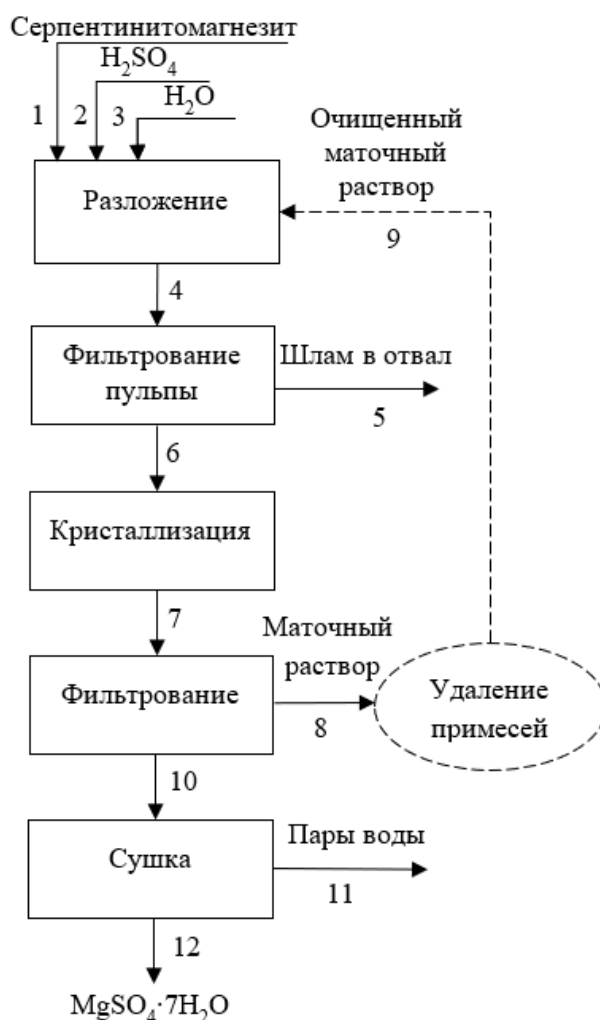 Серпентинитомагнезит
H₂SO₄
H₂O
1
2
3
Очищенный
маточный
раствор
Разложение
9
4
Фильтрование
пульпы
Шлам в отвал
5
6
Кристаллизация
7
Маточный
раствор
Фильтрование
8
Удаление
примесей
10
Сушка
Пары воды
11
12
MgSO₄·7H₂O